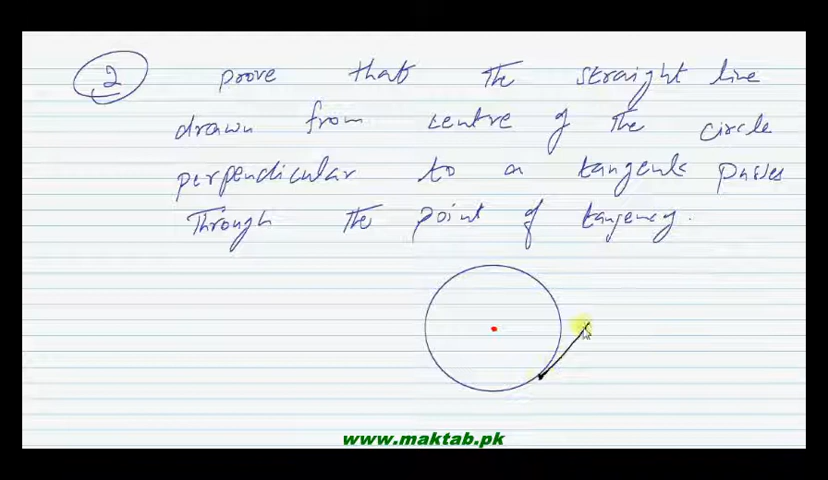 2 prove that the straight line
drawn from centre of the circle
perpendicular to a tangent passes
Through the point of tangency.
www.maktab.pk